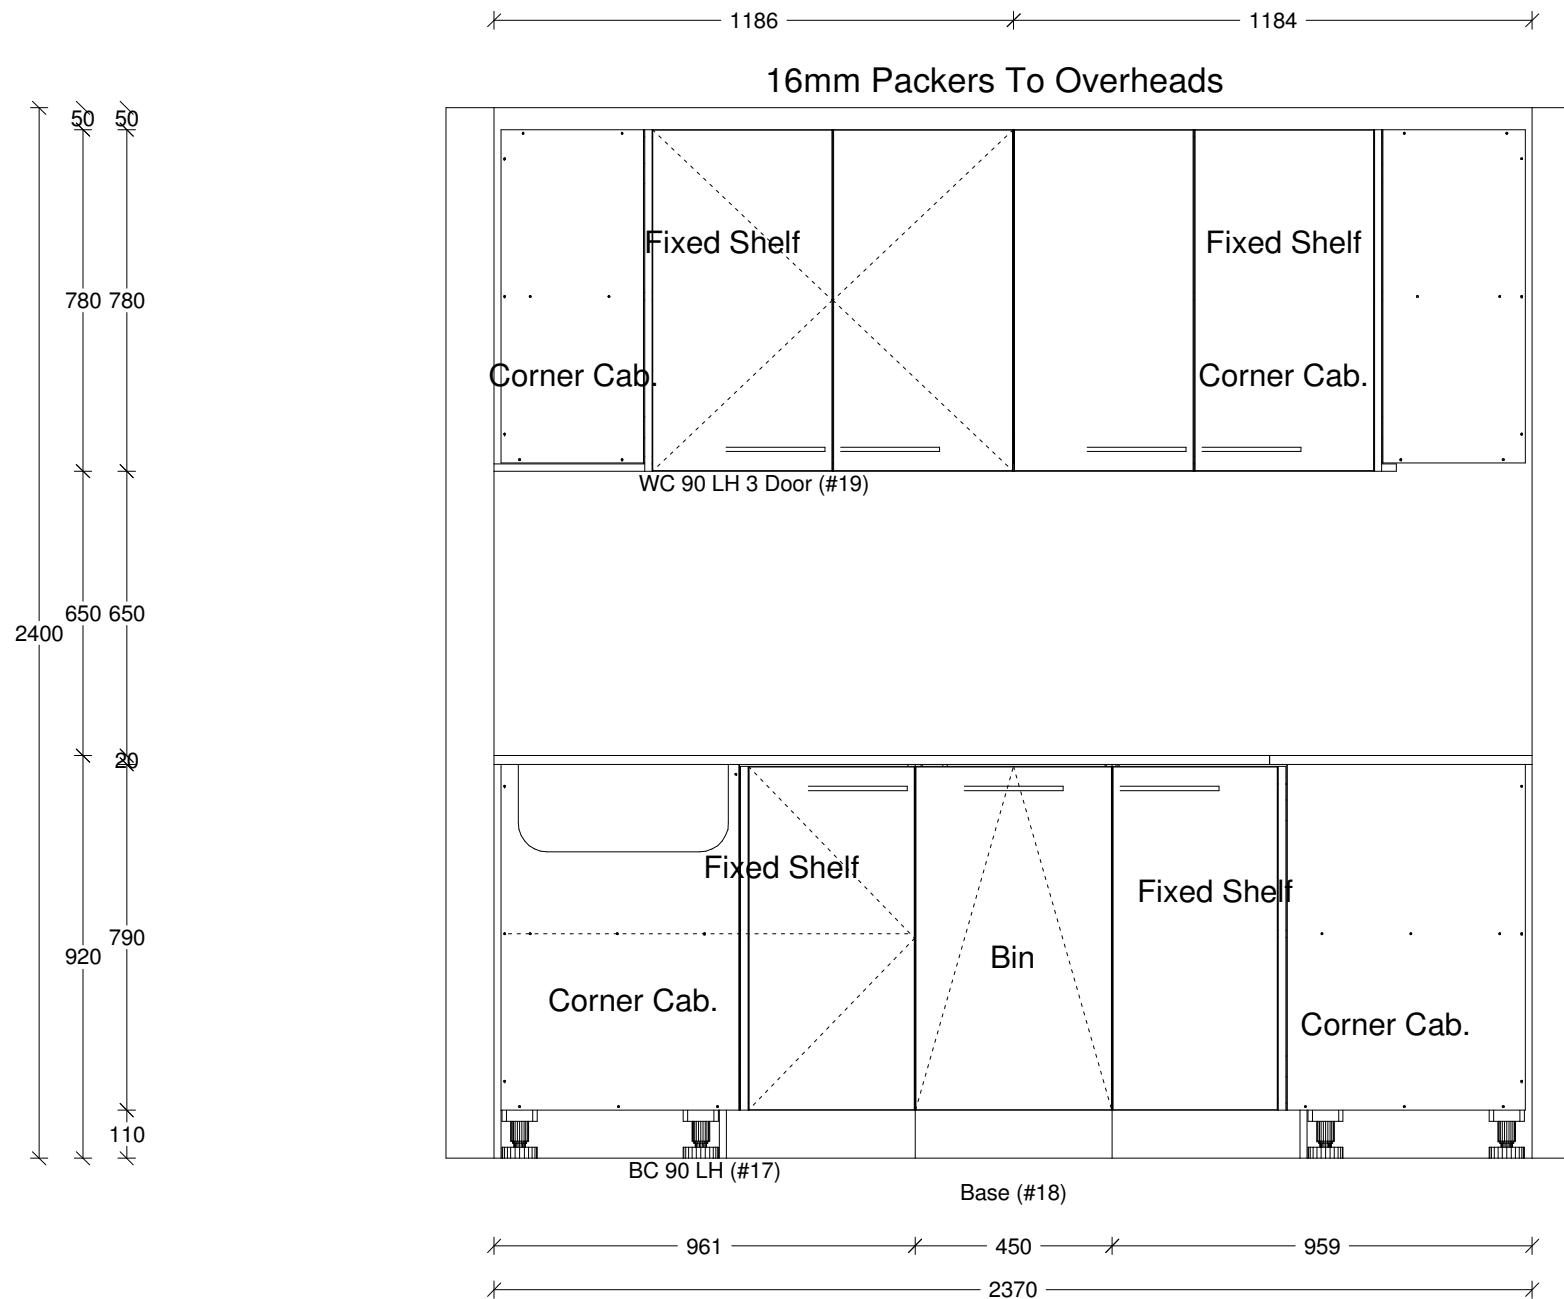 1186
1184
16mm Packers To Overheads
50
50
Fixed Shelf
Fixed Shelf
780
780
Corner Cab.
Corner Cab.
WC 90 LH 3 Door (#19)
650
650
2400
20
Fixed Shelf
Fixed Shelf
790
920
Bin
Corner Cab.
Corner Cab.
110
BC 90 LH (#17)
Base (#18)
961
450
959
2370